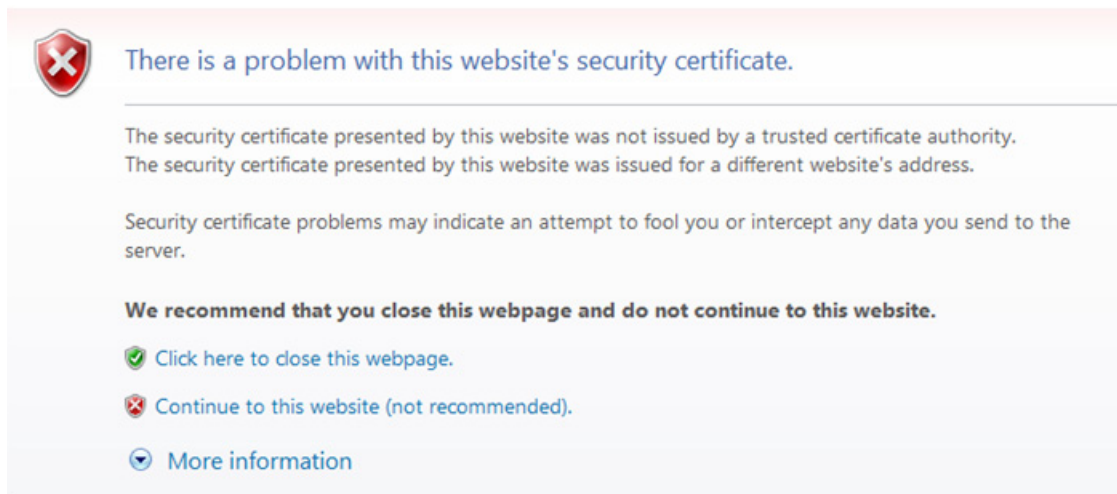 There is a problem with this website's security certificate.
The security certificate presented by this website was not issued by a trusted certificate authority.
The security certificate presented by this website was issued for a different website's address.
Security certificate problems may indicate an attempt to fool you or intercept any data you send to the
server.
We recommend that you close this webpage and do not continue to this website.
Click here to close this webpage.
Continue to this website (not recommended).
More information